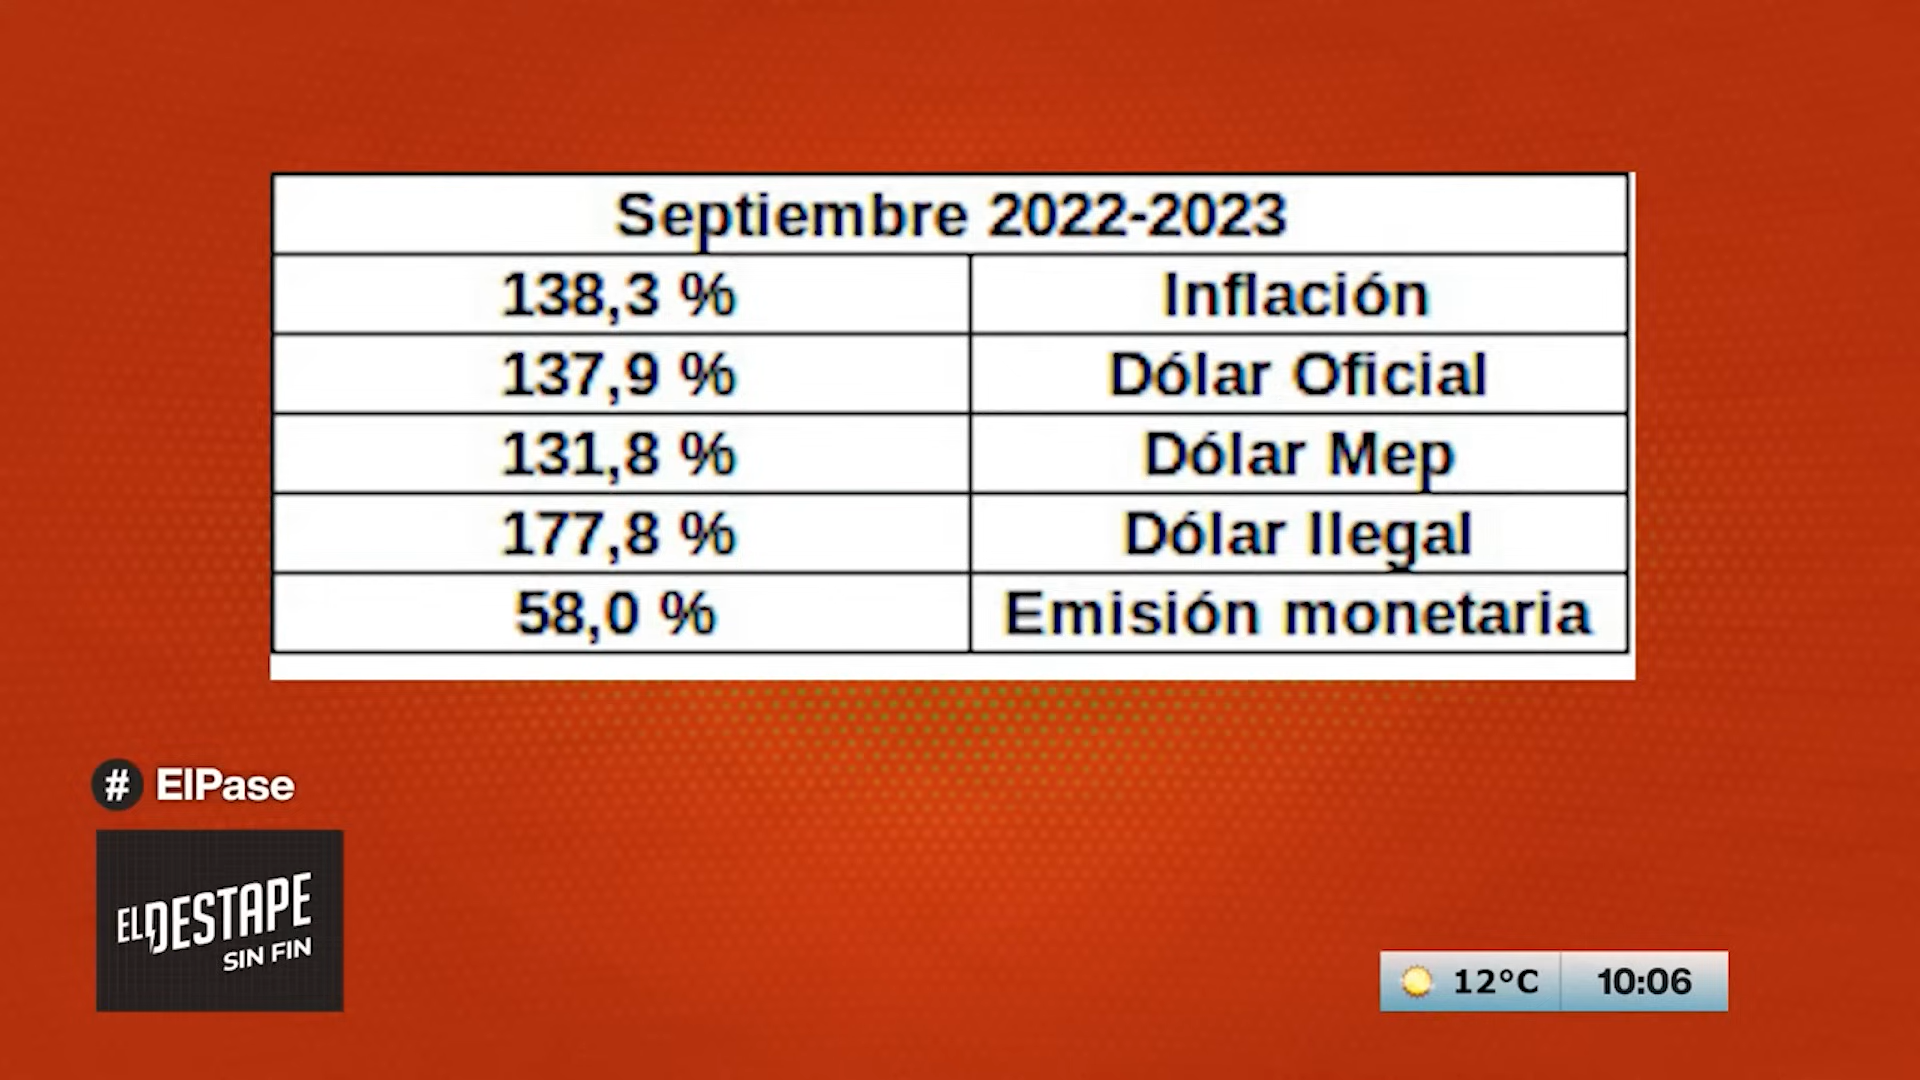 Septiembre 2022-2023
138,3 % Inflación
137,9 % Dólar Oficial
131,8 % Dólar Mep
177,8 % Dólar Ilegal
58,0 % Emisión monetaria
# ElPase
EL DESTAPE
SIN FIN
12°C 10:06